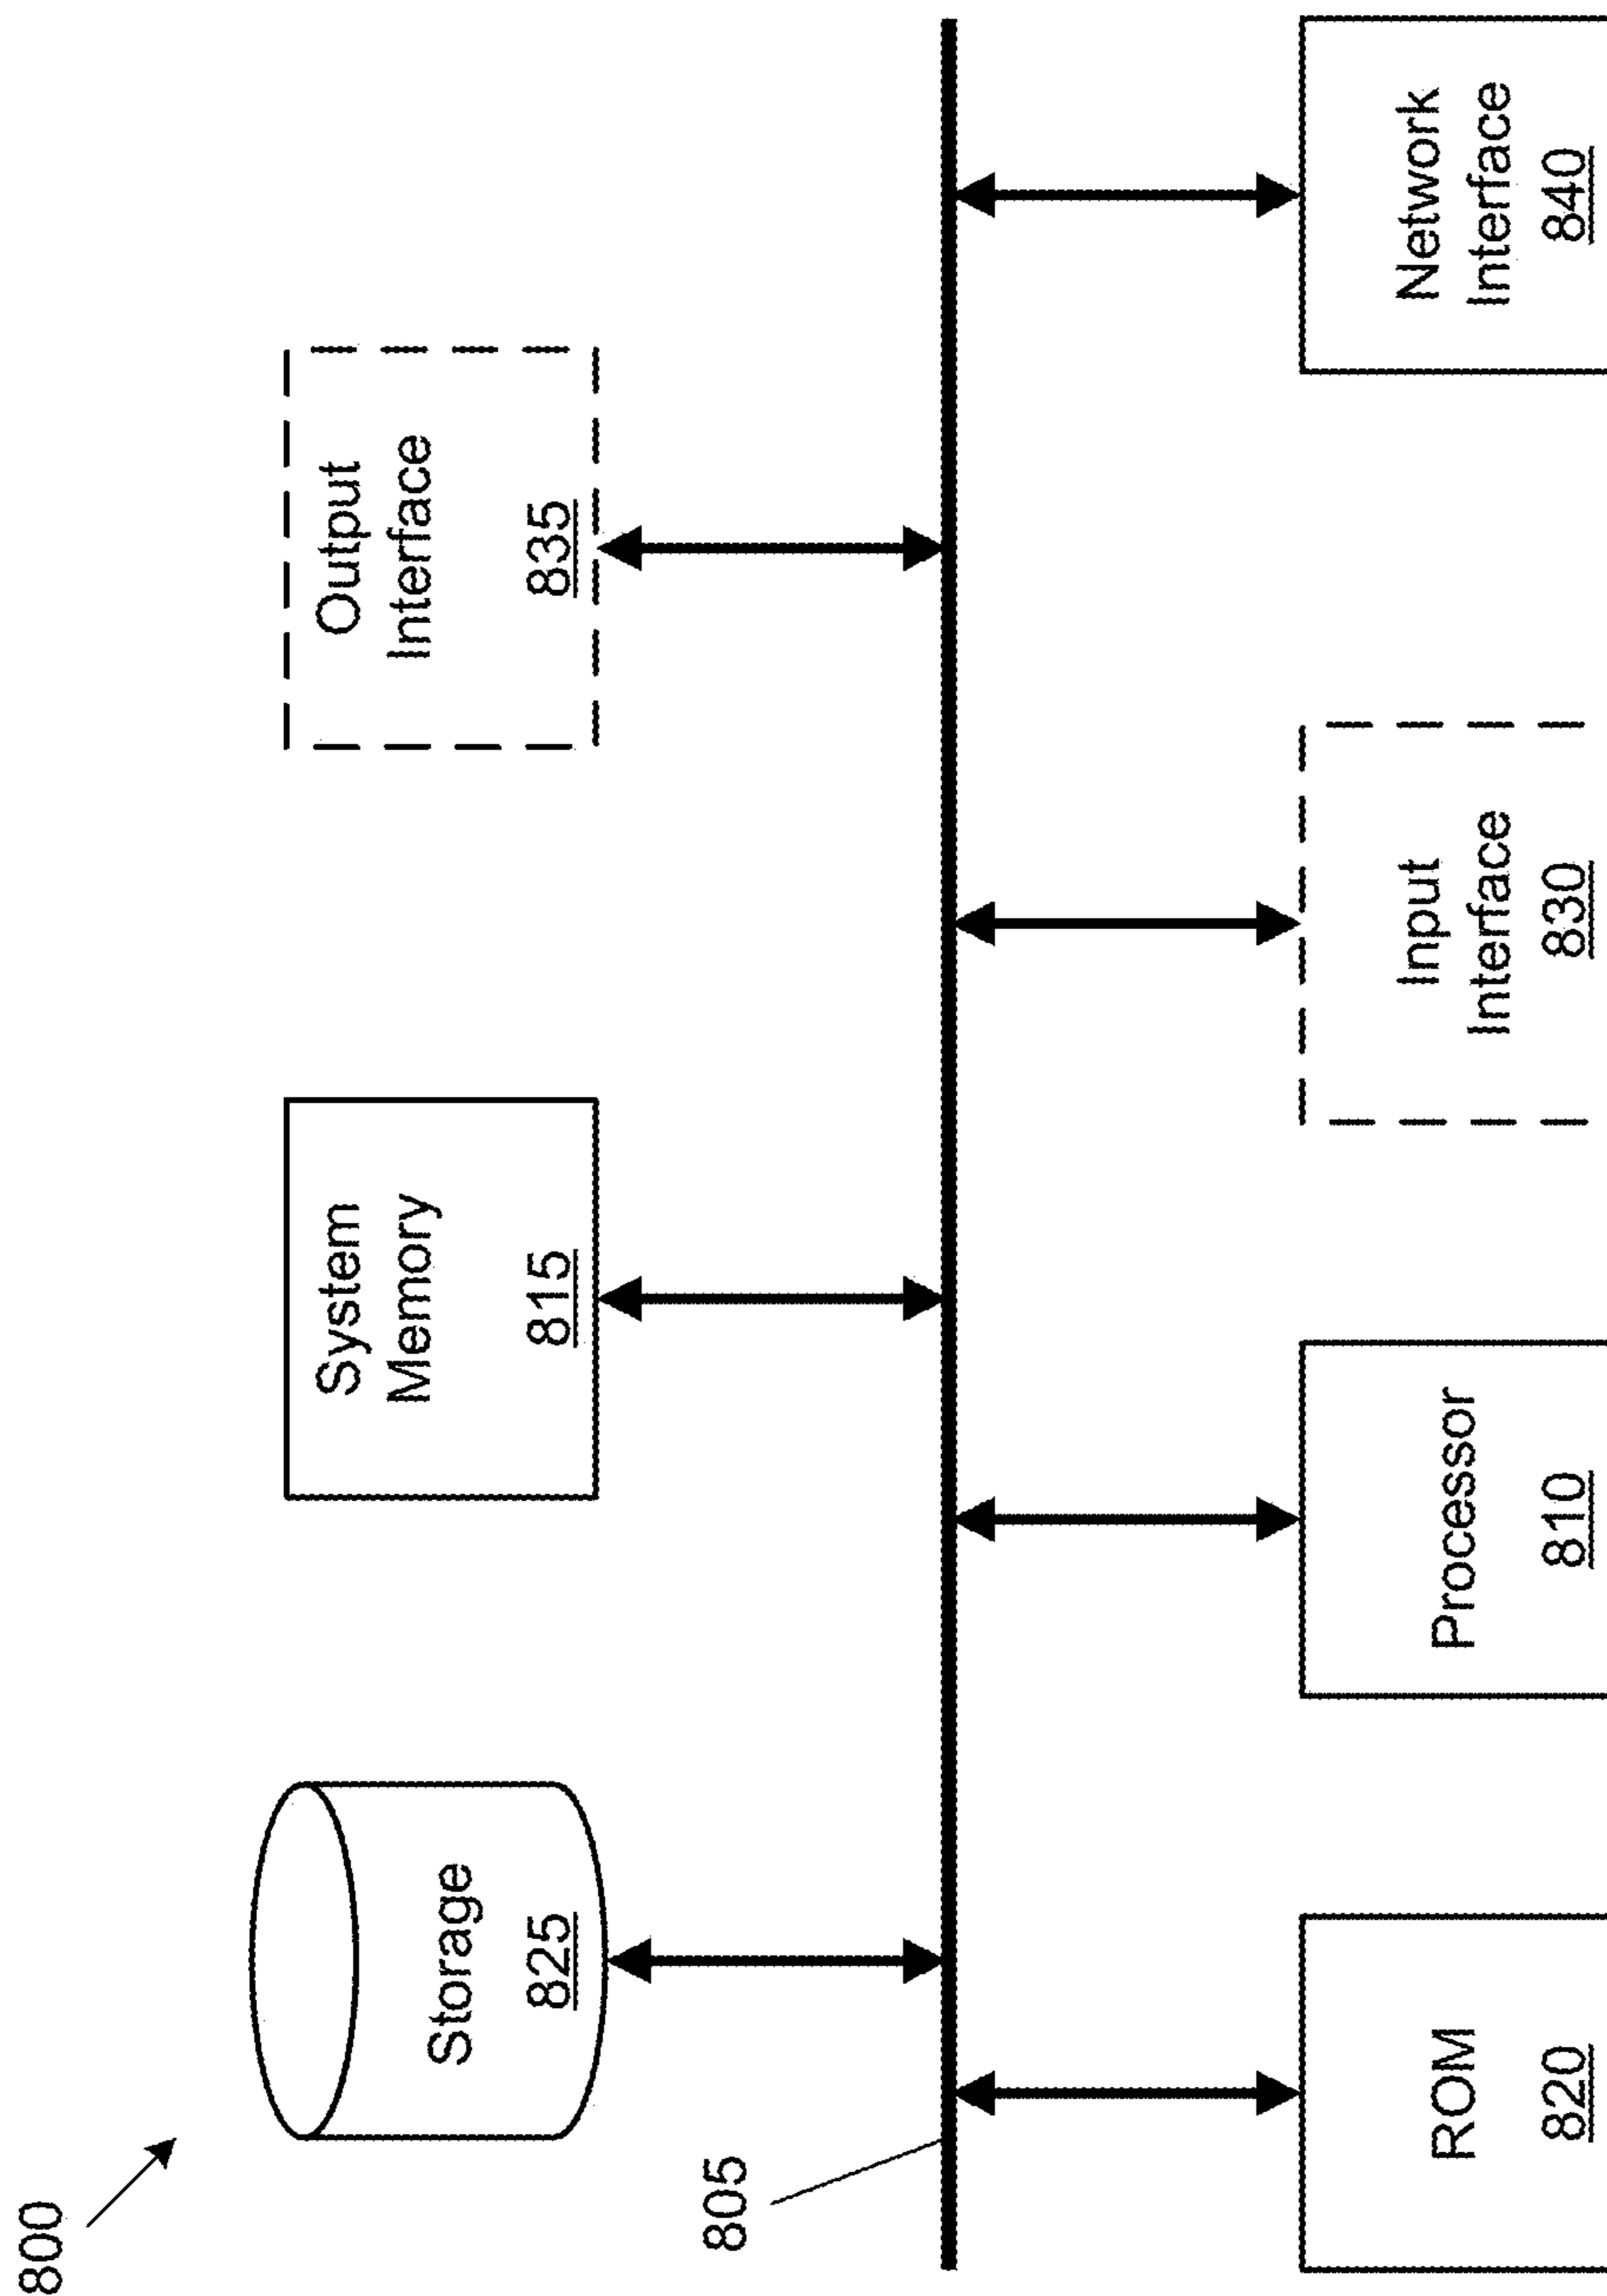 800
Storage
825
System
Memory
815
Output
Interface
835
805
ROM
820
Processor
810
Input
Interface
830
Network
Interface
840